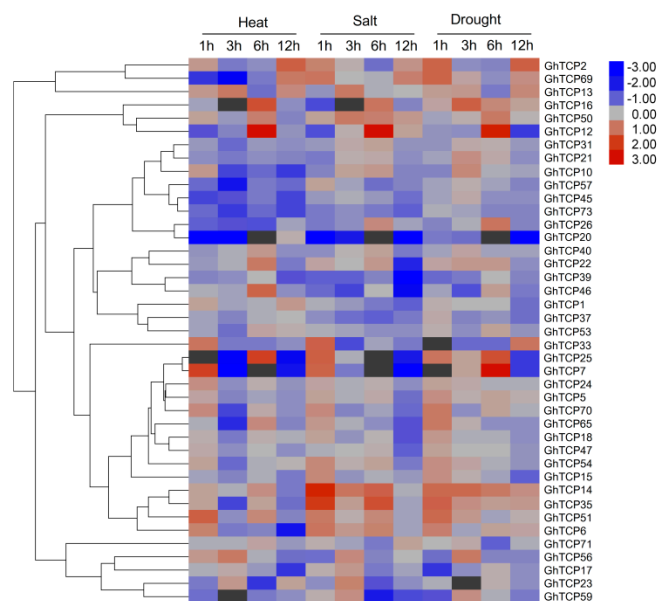 Heat Salt Drought
1h 3h 6h 12h 1h 3h 6h 12h 1h 3h 6h 12h
GhTCP2
GhTCP69
GhTCP13
GhTCP16
GhTCP50
GhTCP12
GhTCP31
GhTCP21
GhTCP10
GhTCP57
GhTCP45
GhTCP73
GhTCP26
GhTCP20
GhTCP40
GhTCP22
GhTCP39
GhTCP46
GhTCP1
GhTCP37
GhTCP53
GhTCP33
GhTCP25
GhTCP7
GhTCP24
GhTCP5
GhTCP70
GhTCP65
GhTCP18
GhTCP47
GhTCP54
GhTCP15
GhTCP14
GhTCP35
GhTCP51
GhTCP6
GhTCP71
GhTCP56
GhTCP17
GhTCP23
GhTCP59
-3.00
-2.00
-1.00
0.00
1.00
2.00
3.00